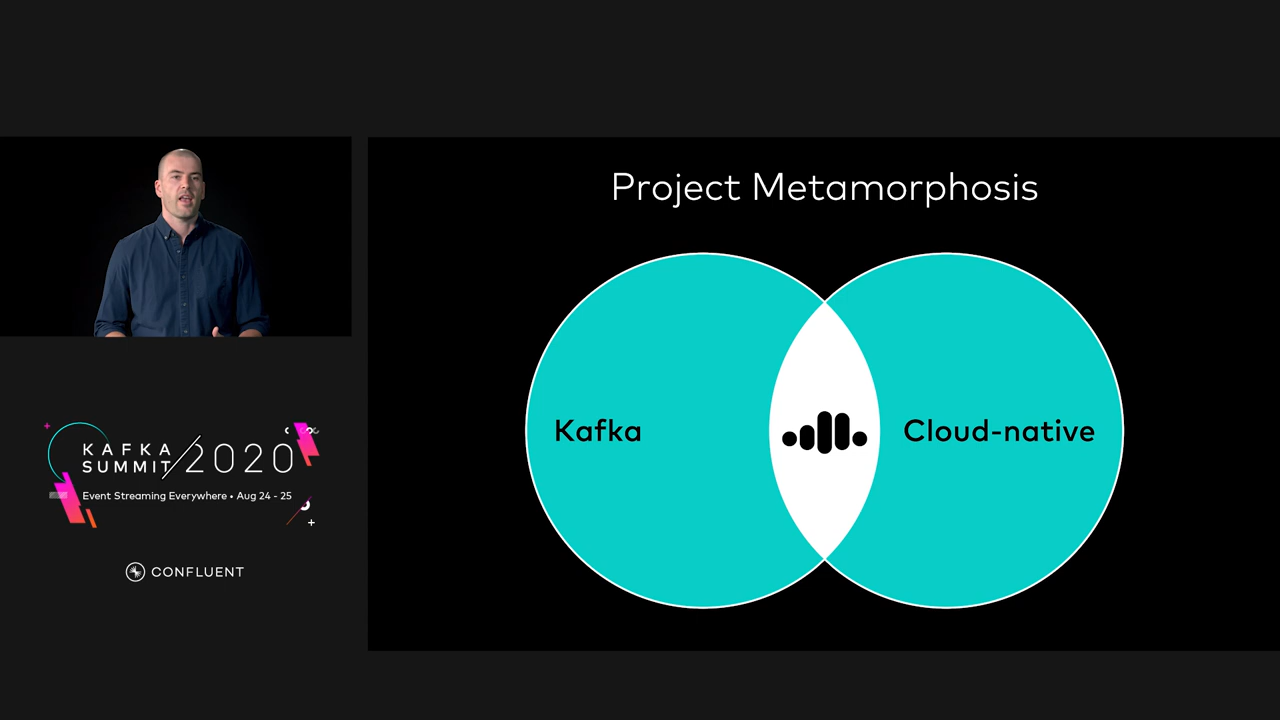 Project Metamorphosis
Kafka
Cloud-native
KAFKA
SUMMIT/2020
Event Streaming Everywhere • Aug 24 - 25
CONFLUENT